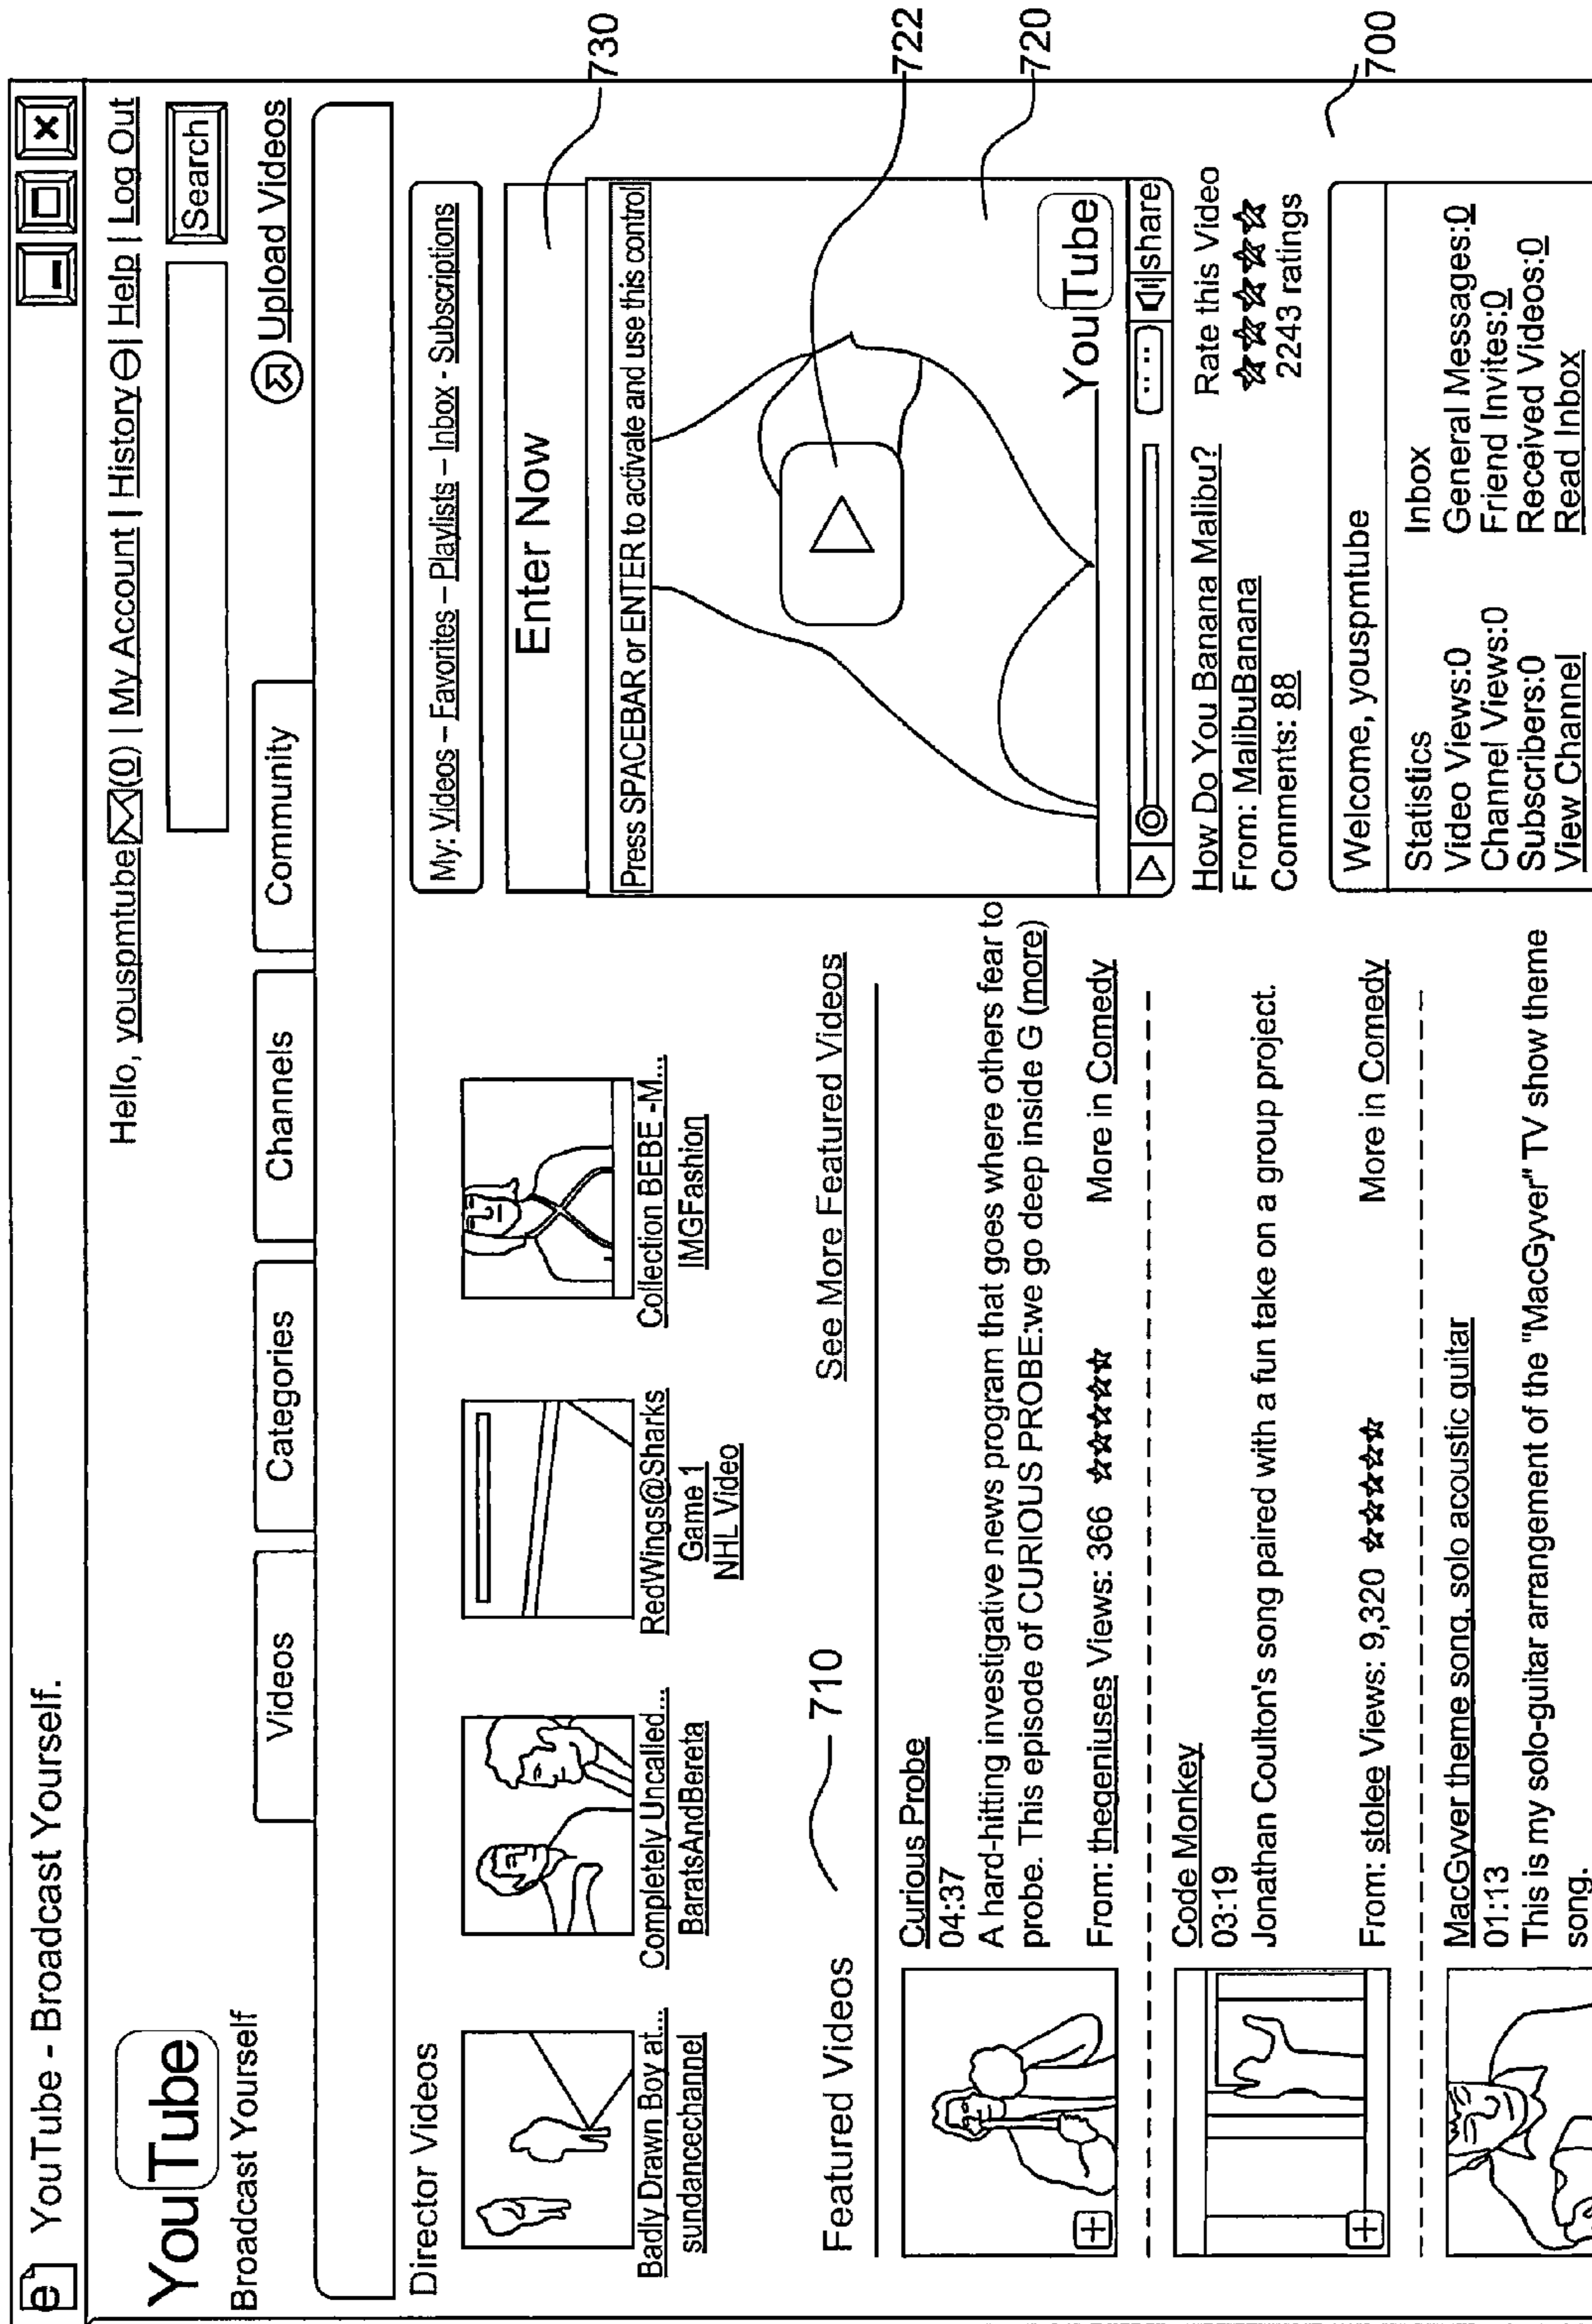 YouTube - Broadcast Yourself.
YouTube
Broadcast Yourself
Hello, youspmtube (0) | My Account | History | Help | Log Out
Search
Upload Videos
Videos
Categories
Channels
Community
Director Videos
Badly Drawn Boy at...
sundancechannel
Completely Uncalled...
BaratsAndBereta
RedWings@Sharks
Game 1
NHL Video
Collection BEBE -M...
IMGFashion
Featured Videos
710
See More Featured Videos
Curious Probe
04:37
A hard-hitting investigative news program that goes where others fear to
probe. This episode of CURIOUS PROBE:we go deep inside G (more)
From: thegeniuses Views: 366
More in Comedy
Code Monkey
03:19
Jonathan Coulton's song paired with a fun take on a group project.
From: stolee Views: 9,320
More in Comedy
MacGyver theme song, solo acoustic guitar
01:13
This is my solo-guitar arrangement of the "MacGyver" TV show theme
song.
My: Videos – Favorites – Playlists – Inbox - Subscriptions
Enter Now
730
Press SPACEBAR or ENTER to activate and use this control
722
720
YouTube
share
How Do You Banana Malibu?
From: MalibuBanana
Comments: 88
Rate this Video
2243 ratings
700
Welcome, youspmtube
Statistics
Video Views:0
Channel Views:0
Subscribers:0
View Channel
Inbox
General Messages:0
Friend Invites:0
Received Videos:0
Read Inbox